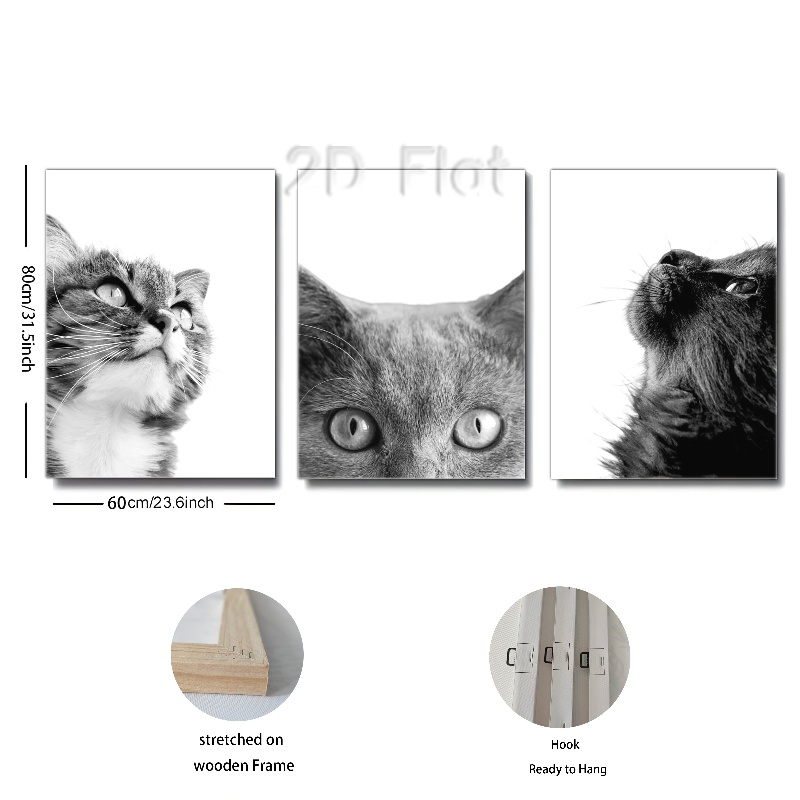 2D Flat
80cm/31.5inch
60cm/23.6inch
stretched on
wooden Frame
Hook
Ready to Hang